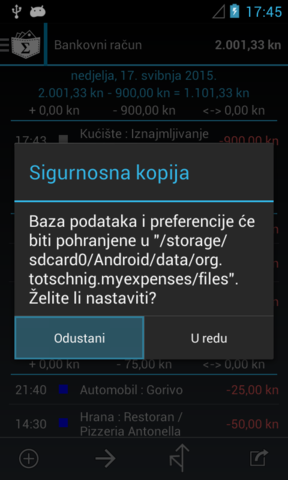 17:45
Bankovni račun 2.001,33 kn
nedjelja, 17. svibnja 2015.
2.001,33 kn - 900,00 kn = 1.101,33 kn
+ 0,00 kn - 900,00 kn <-> 0,00 kn
17:43 Kućište : Iznajmljivanje -900,00 kn
Sigurnosna kopija
Baza podataka i preferencije će
biti pohranjene u "/storage/
sdcard0/Android/data/org.
totschnig.myexpenses/files".
Želite li nastaviti?
Odustani U redu
+ 0,00 kn - 75,00 kn <-> 0,00 kn
21:40 Automobil : Gorivo -25,00 kn
14:30 Hrana : Restoran / -50,00 kn
Pizzeria Antonella